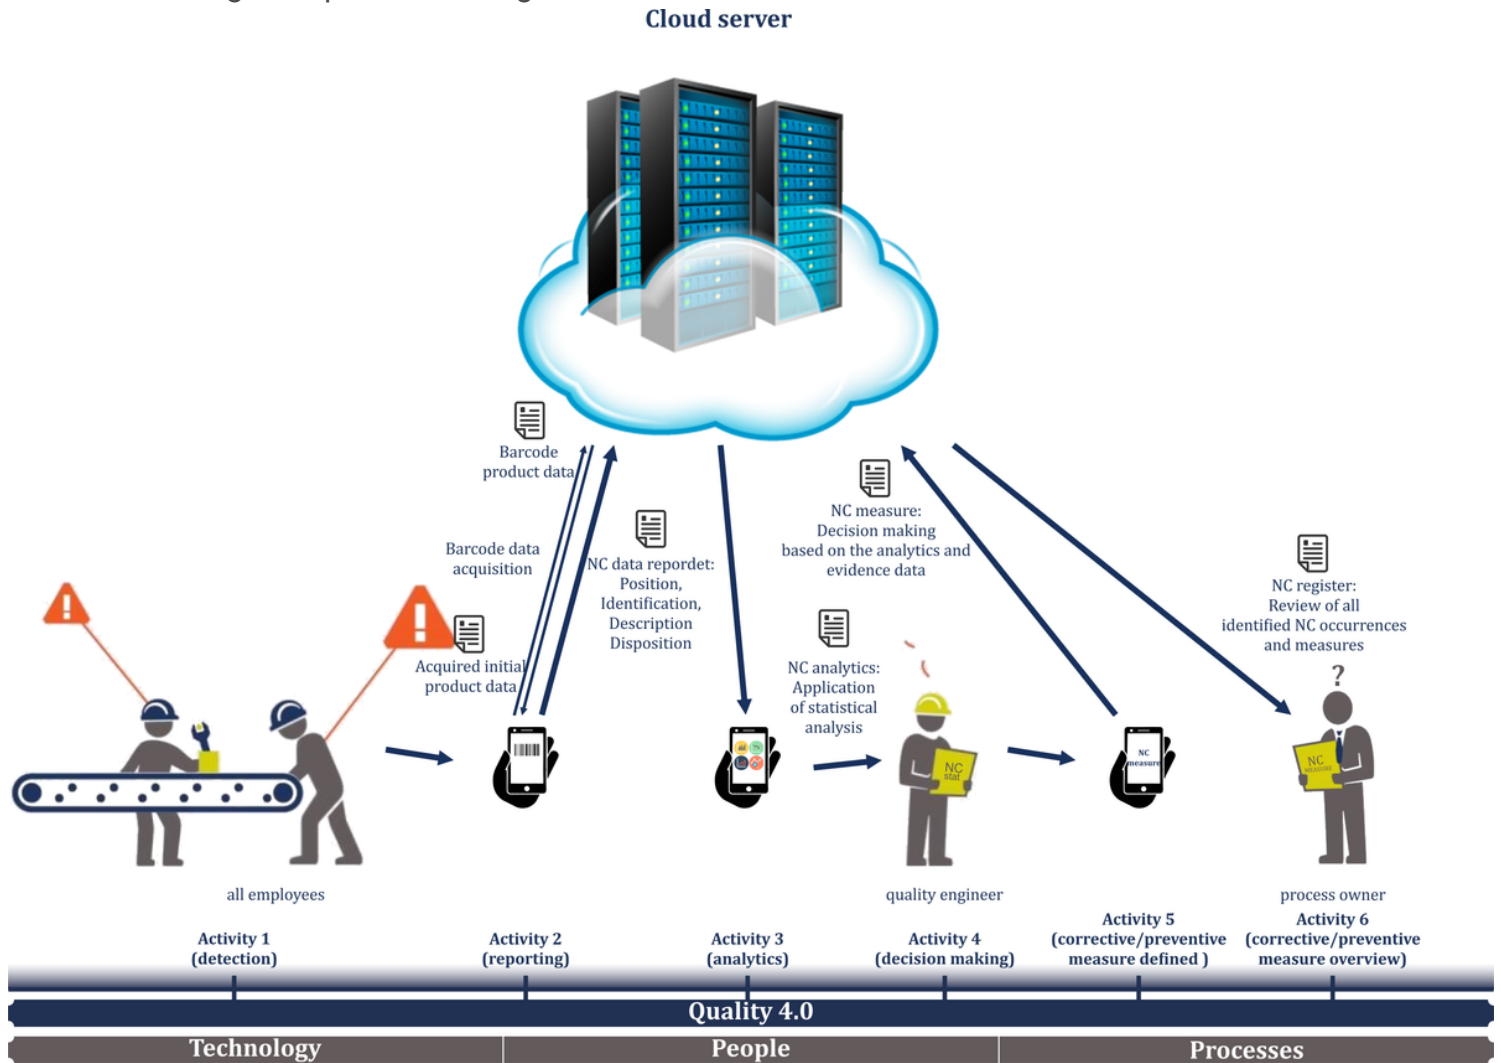 Cloud server
Barcode
product data
Barcode data
acquisition
Acquired initial
product data
NC data repordet:
Position,
Identification,
Description
Disposition
NC measure:
Decision making
based on the analytics and
evidence data
NC analytics:
Application
of statistical
analysis
NC register:
Review of all
identified NC occurrences
and measures
?
NC
stat
NC
measure
NC
MEASURE
all employees
quality engineer
process owner
Activity 1
(detection)
Activity 2
(reporting)
Activity 3
(analytics)
Activity 4
(decision making)
Activity 5
(corrective/preventive
measure defined )
Activity 6
(corrective/preventive
measure overview)
Quality 4.0
Technology
People
Processes